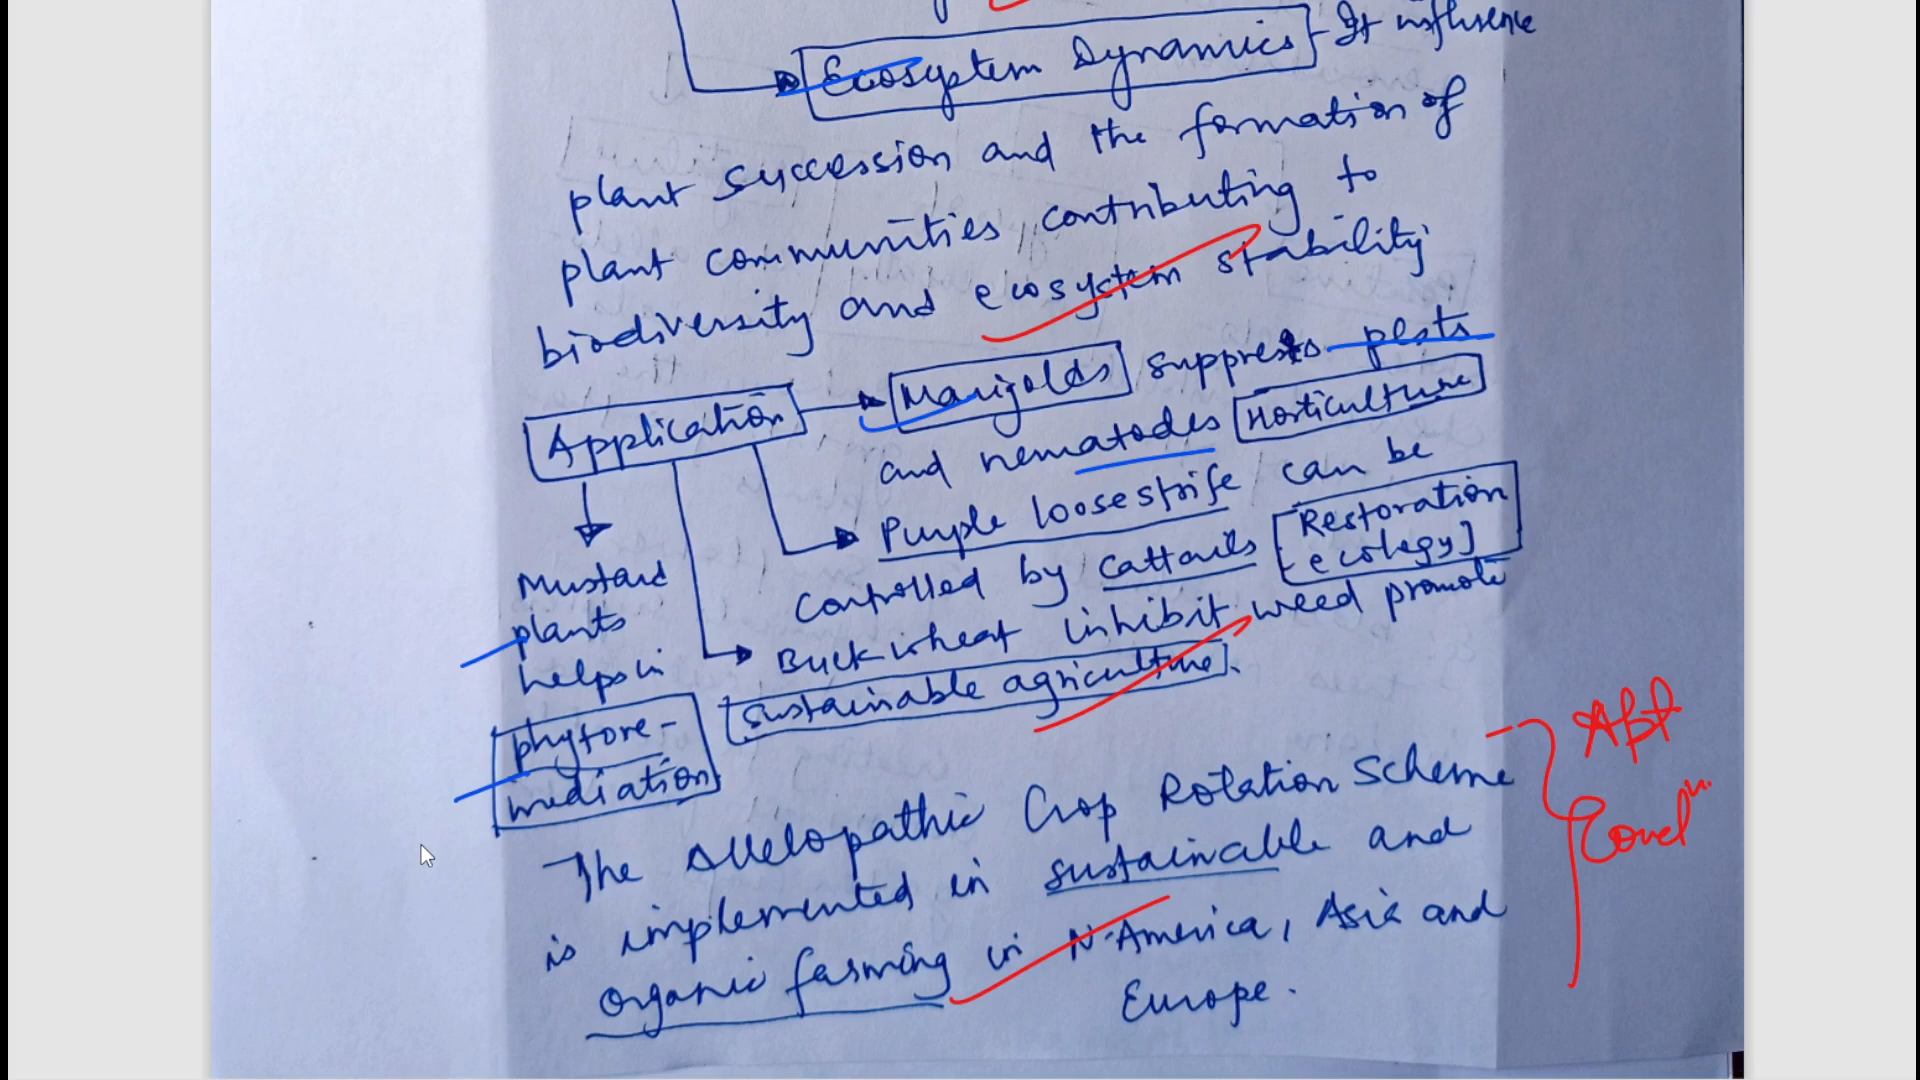 Ecosystem Dynamics - It influence
plant succession and the formation of
plant communities, contributing to
biodiversity and ecosystem stability
Application → Marigolds suppress pests
and nematodes [Horticulture]
Purple loosestrife can be
controlled by cattails [Restoration
ecology]
Buckwheat inhibit weed promote
[sustainable agriculture].
Mustard
plants
helps in
phytore-
mediation
The Allelopathic Crop Rotation Scheme
is implemented in sustainable and
organic farming in N.America, Asia and
Europe.
Apt
Concln.